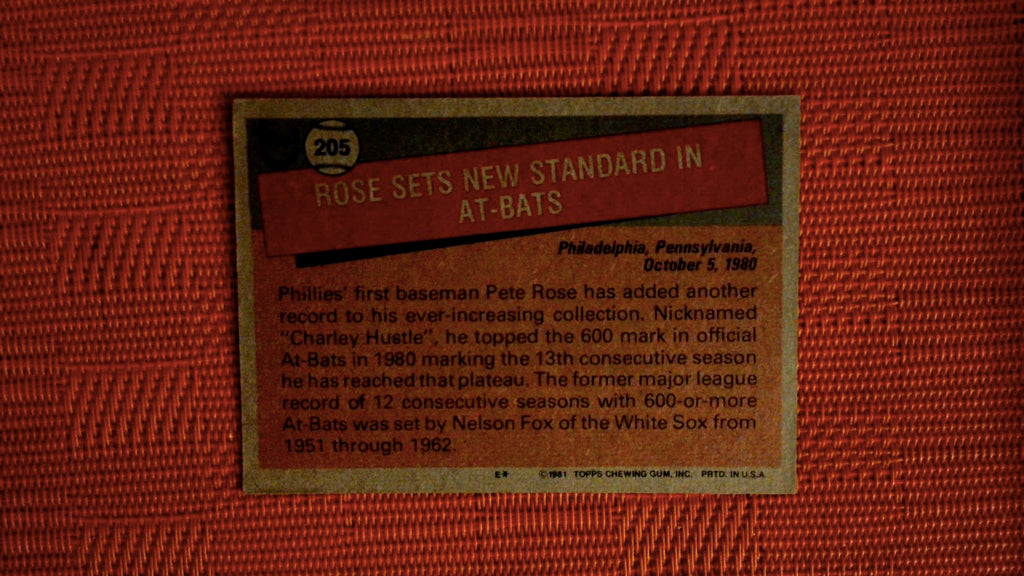 205
ROSE SETS NEW STANDARD IN
AT-BATS
Philadelphia, Pennsylvania,
October 5, 1980
Phillies' first baseman Pete Rose has added another
record to his ever-increasing collection. Nicknamed
"Charley Hustle", he topped the 600 mark in official
At-Bats in 1980 marking the 13th consecutive season
he has reached that plateau. The former major league
record of 12 consecutive seasons with 600-or-more
At-Bats was set by Nelson Fox of the White Sox from
1951 through 1962.
E* ©1981 TOPPS CHEWING GUM, INC. PRTD. IN U.S.A.